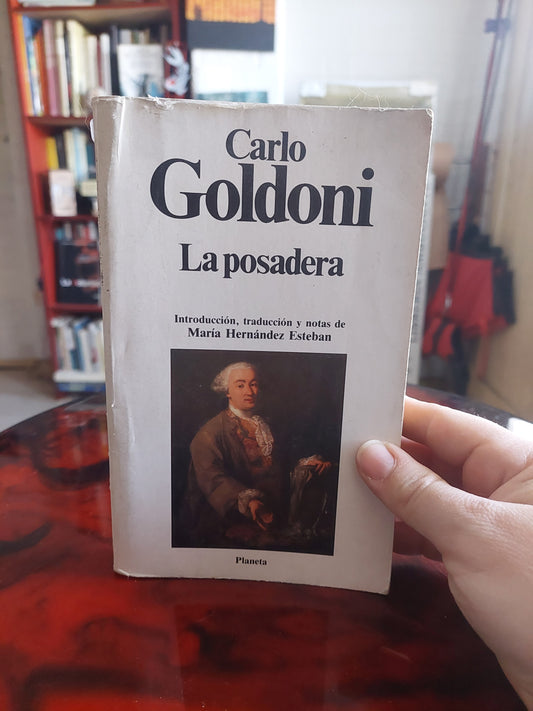 Carlo
Goldoni
La posadera
Introducción, traducción y notas de
María Hernández Esteban
Planeta